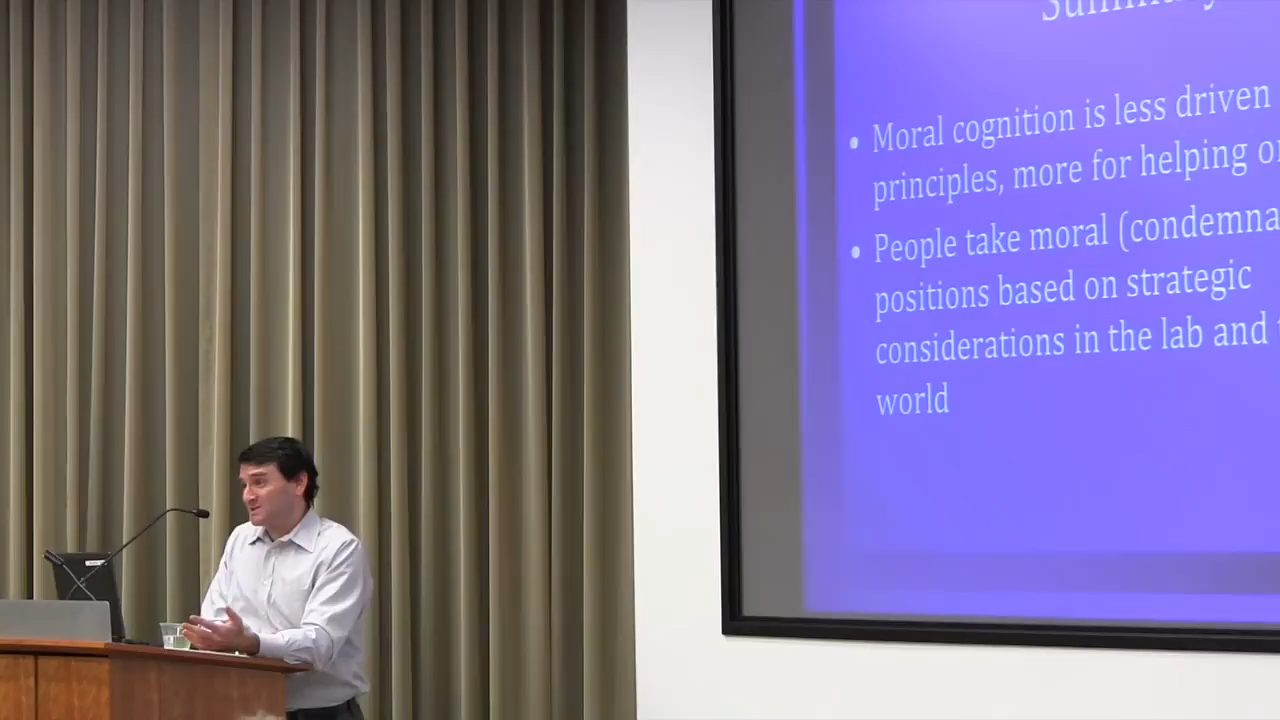 Summary
• Moral cognition is less driven
principles, more for helping
• People take moral (condemna
positions based on strategic
considerations in the lab and
world